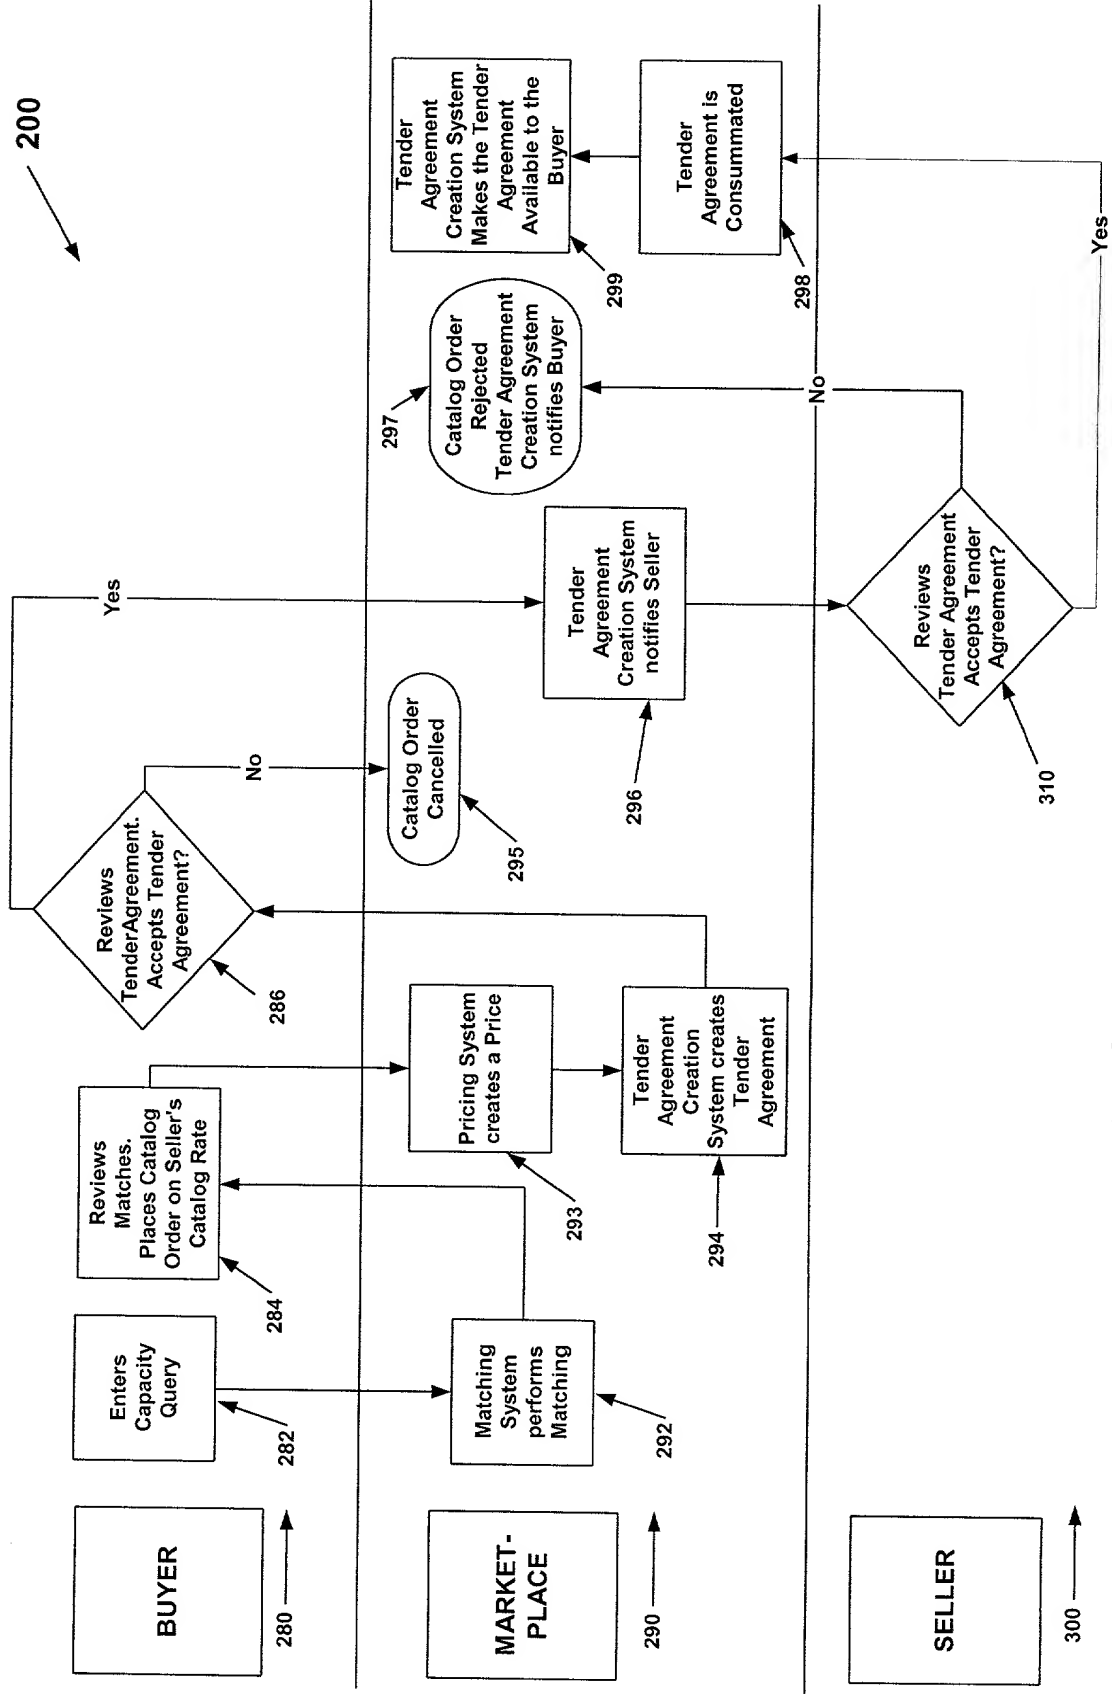 200
BUYER
280
Enters
Capacity
Query
282
Reviews
Matches.
Places Catalog
Order on Seller's
Catalog Rate
284
Reviews
TenderAgreement.
Accepts Tender
Agreement?
286
No
Yes
MARKET-
PLACE
290
Matching
System
performs
Matching
292
Pricing System
creates a Price
293
Tender
Agreement
Creation
System creates
Tender
Agreement
294
Catalog Order
Cancelled
295
Tender
Agreement
Creation System
notifies Seller
296
Catalog Order
Rejected
Tender Agreement
Creation System
notifies Buyer
297
Tender
Agreement
Creation System
Makes the Tender
Agreement
Available to the
Buyer
299
Tender
Agreement is
Consummated
298
SELLER
300
Reviews
Tender Agreement
Accepts Tender
Agreement?
310
No
Yes